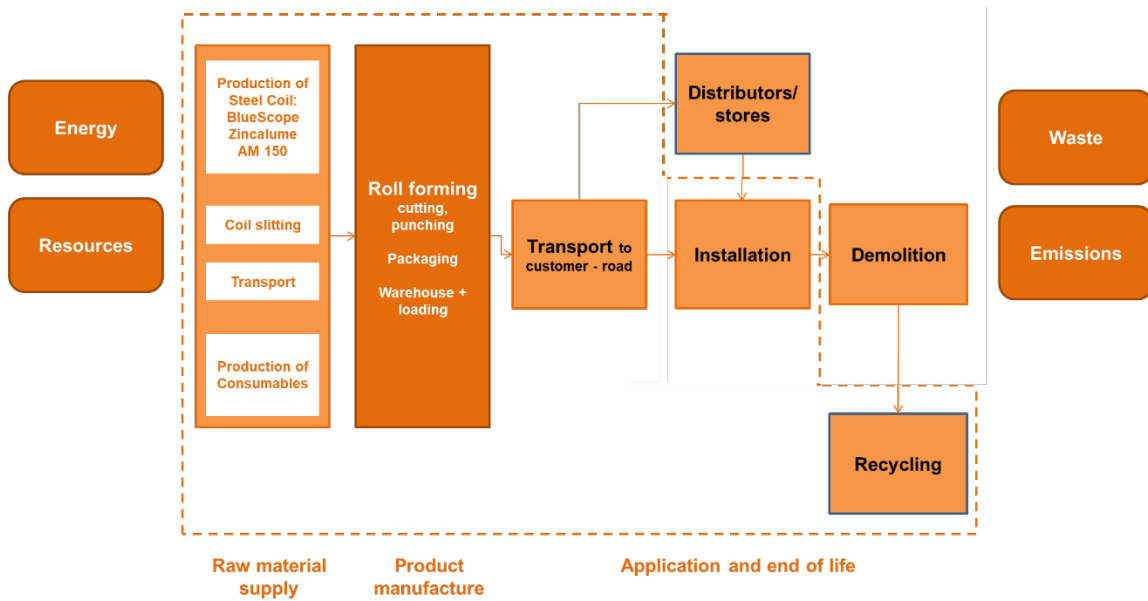 Energy
Resources
Production of
Steel Coil:
BlueScope
Zincalume
AM 150
Coil slitting
Transport
Production of
Consumables
Roll forming
cutting,
punching
Packaging
Warehouse +
loading
Transport to
customer - road
Distributors/
stores
Installation
Demolition
Recycling
Waste
Emissions
Raw material
supply
Product
manufacture
Application and end of life